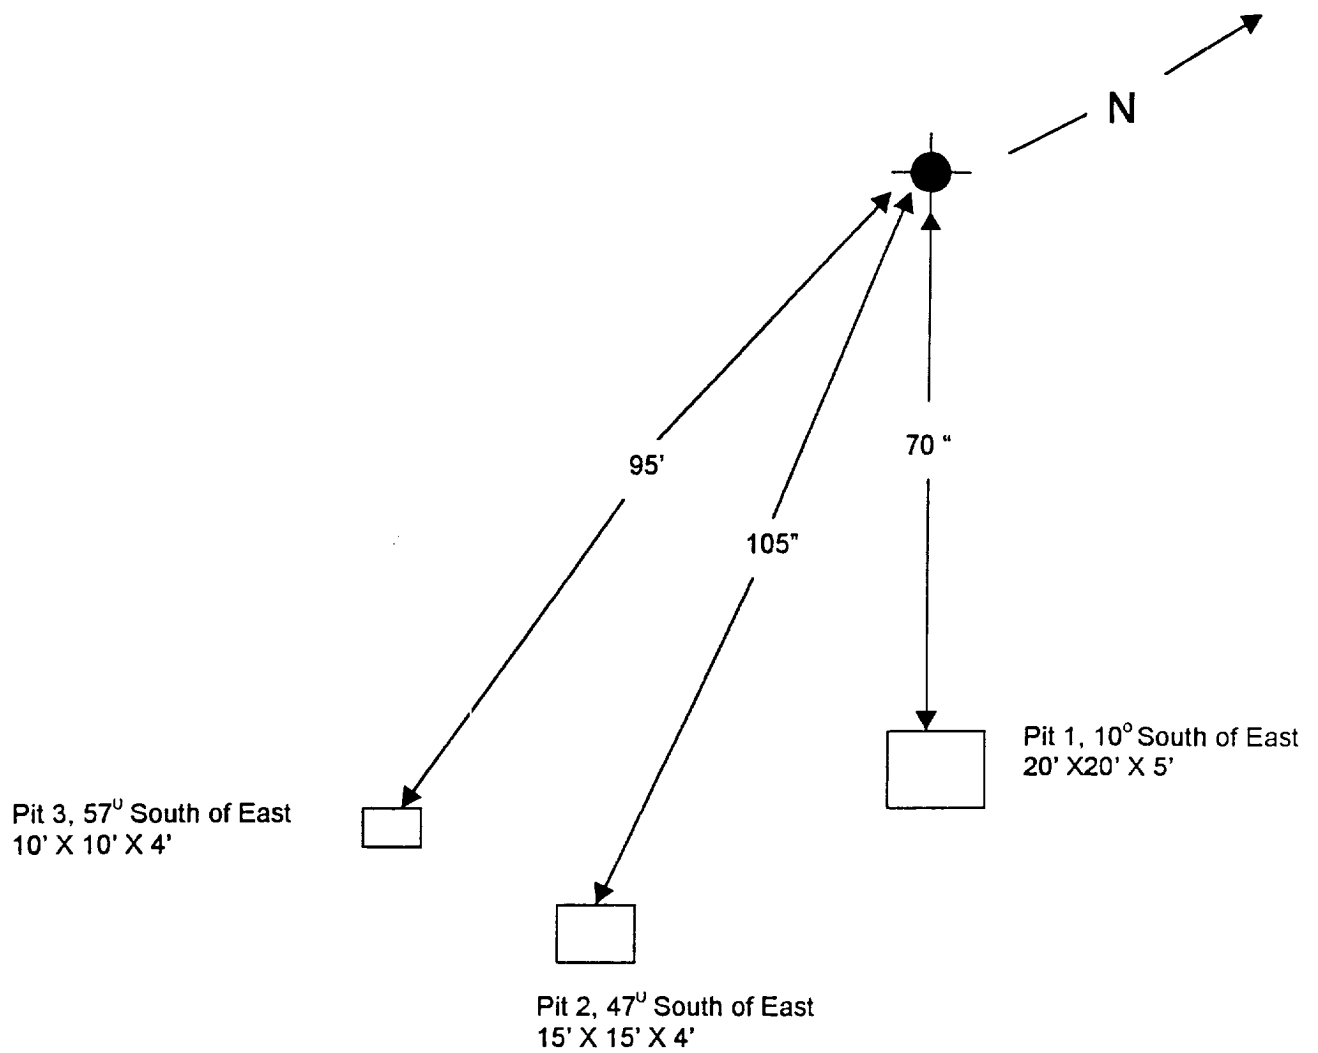 N
70 “
95'
105"
Pit 1, 10° South of East
20' X20' X 5'
Pit 3, 57° South of East
10' X 10' X 4'
Pit 2, 47° South of East
15' X 15' X 4'